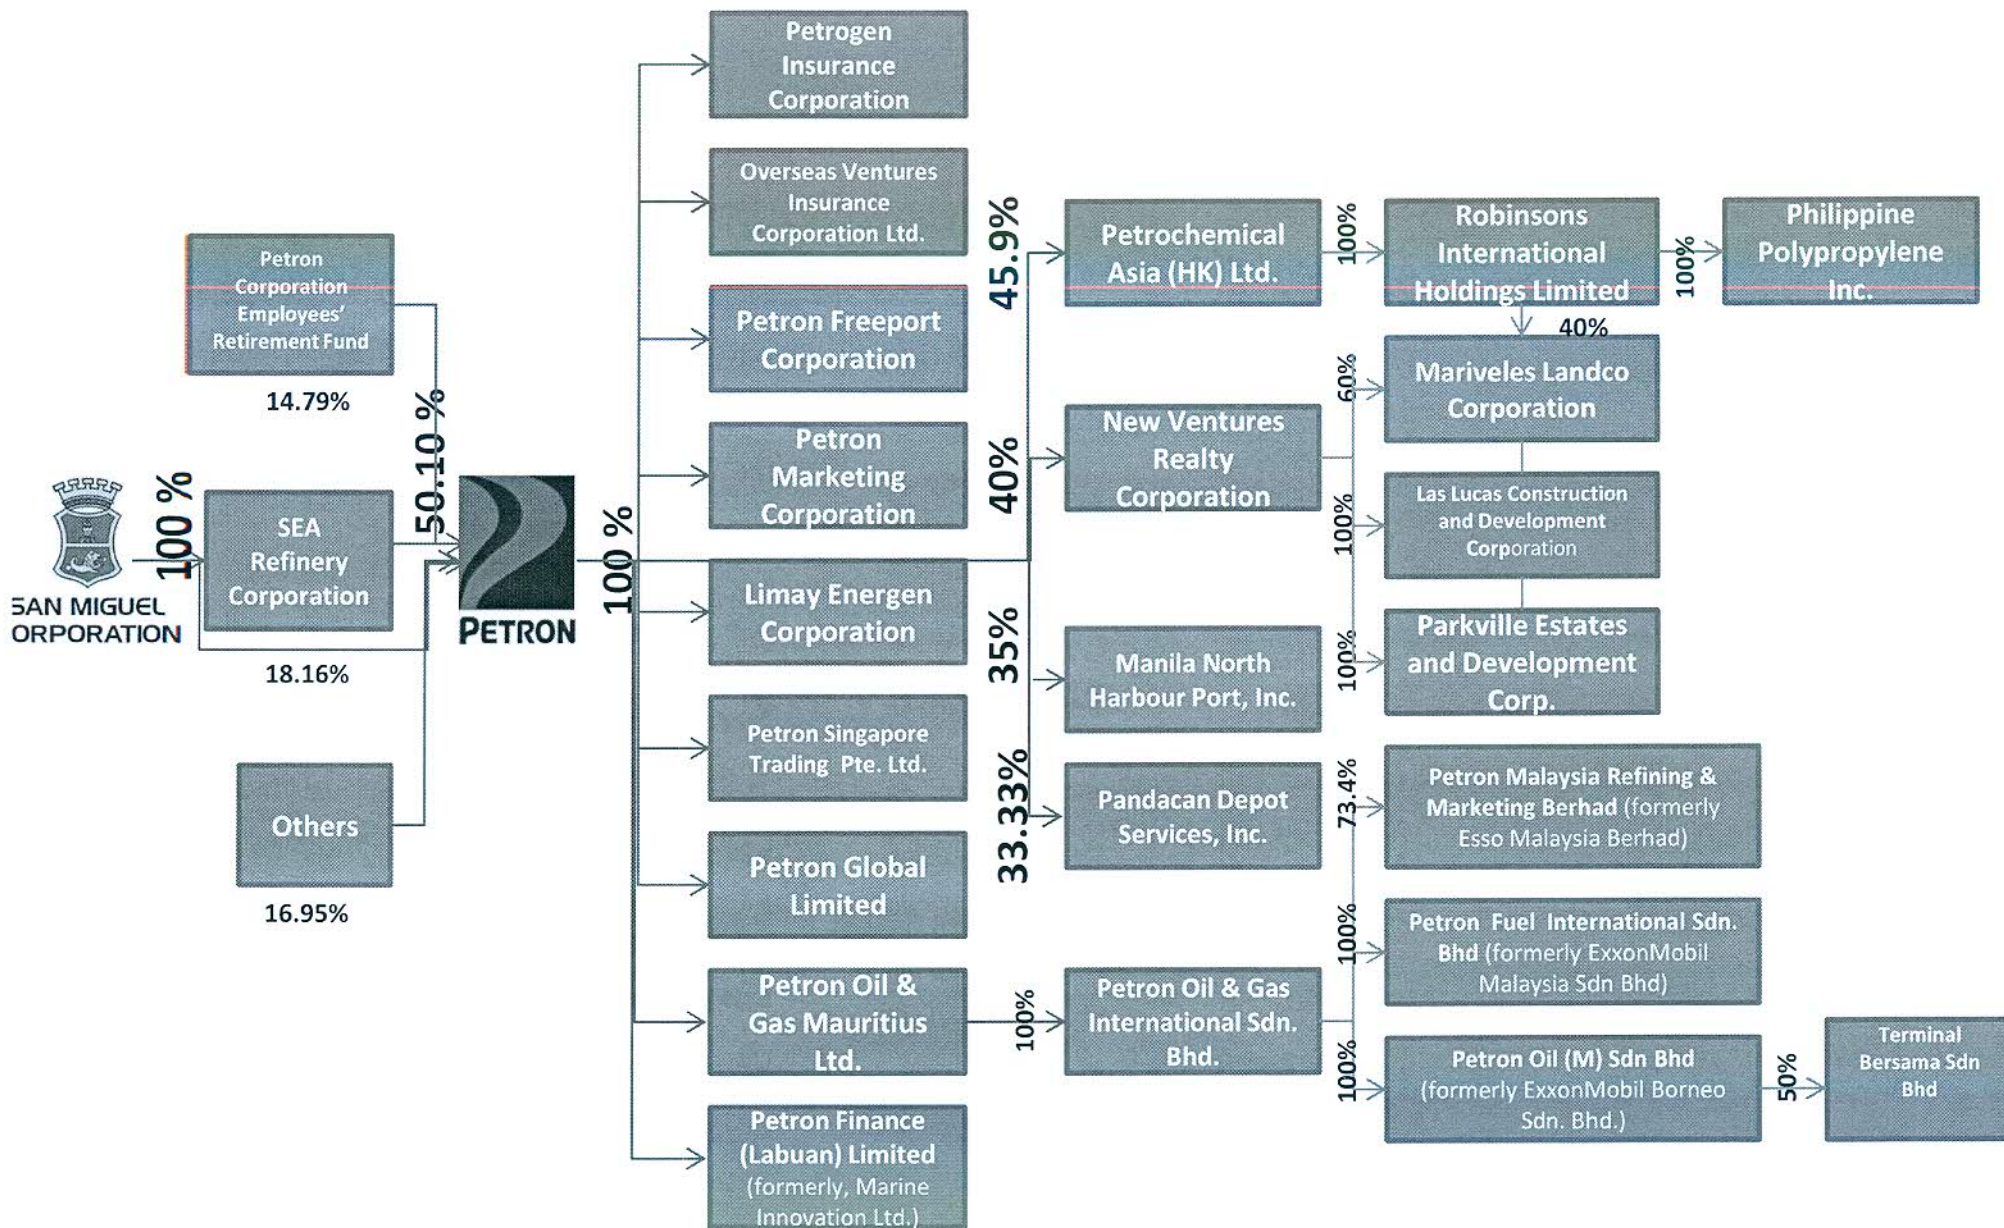 Petrogen
Insurance
Corporation
Overseas Ventures
Insurance
Corporation Ltd.
Petron Freeport
Corporation
Petron
Marketing
Corporation
Limay Energen
Corporation
Petron Singapore
Trading Pte. Ltd.
Petron Global
Limited
Petron Oil &
Gas Mauritius
Ltd.
Petron Finance
(Labuan) Limited
(formerly, Marine
Innovation Ltd.)
Petron
Corporation
Employees'
Retirement Fund
14.79%
50.10 %
SAN MIGUEL
ORPORATION
100 %
SEA
Refinery
Corporation
18.16%
Others
16.95%
PETRON
100 %
45.9%
40%
35%
33.33%
100%
Petrochemical
Asia (HK) Ltd.
New Ventures
Realty
Corporation
Manila North
Harbour Port, Inc.
Pandacan Depot
Services, Inc.
Petron Oil & Gas
International Sdn.
Bhd.
100%
60%
100%
100%
73.4%
100%
100%
Robinsons
International
Holdings Limited
40%
Mariveles Landco
Corporation
Las Lucas Construction
and Development
Corporation
Parkville Estates
and Development
Corp.
Petron Malaysia Refining &
Marketing Berhad (formerly
Esso Malaysia Berhad)
Petron Fuel International Sdn.
Bhd (formerly ExxonMobil
Malaysia Sdn Bhd)
Petron Oil (M) Sdn Bhd
(formerly ExxonMobil Borneo
Sdn. Bhd.)
100%
Philippine
Polypropylene
Inc.
50%
Terminal
Bersama Sdn
Bhd